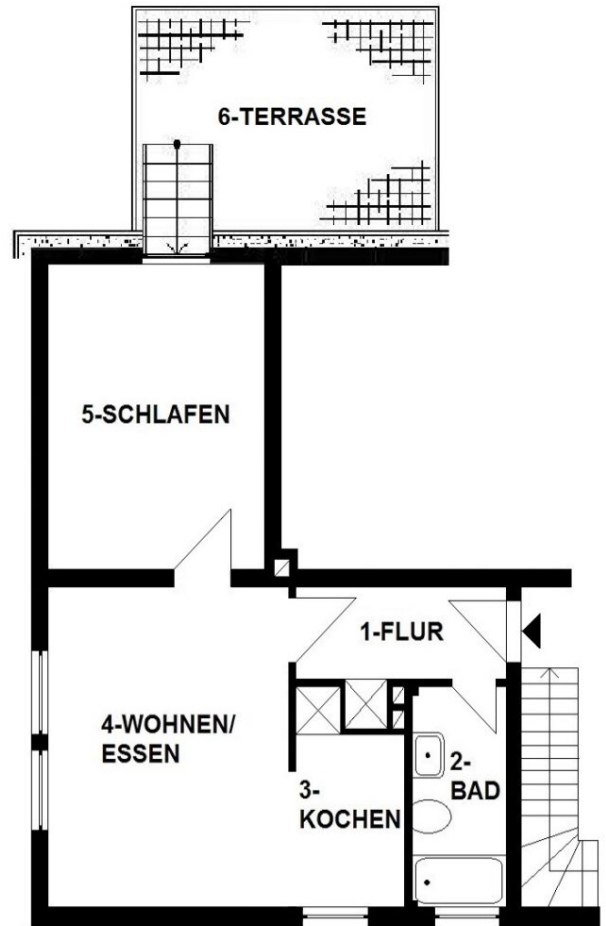 6-TERRASSE
5-SCHLAFEN
1-FLUR
4-WOHNEN/
ESSEN
3-
KOCHEN
2-
BAD